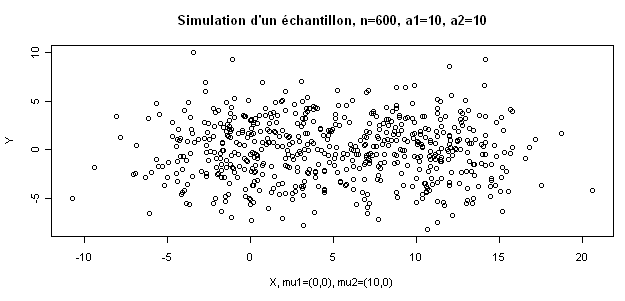 Simulation d'un échantillon, n=600, a1=10, a2=10
10
5
0
-5
Y
-10 -5 0 5 10 15 20
X, mu1=(0,0), mu2=(10,0)